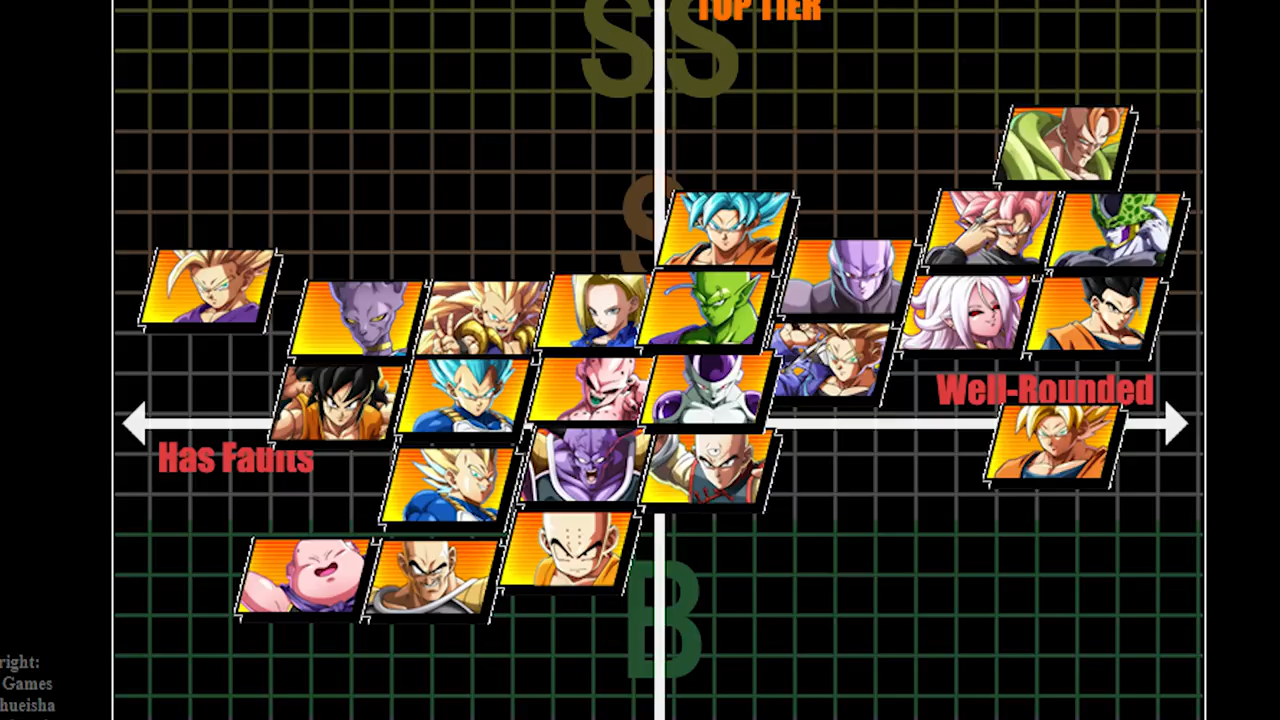 TOP TIER
SS
S
Well-Rounded
Has Faults
B
right:
Games
hueisha